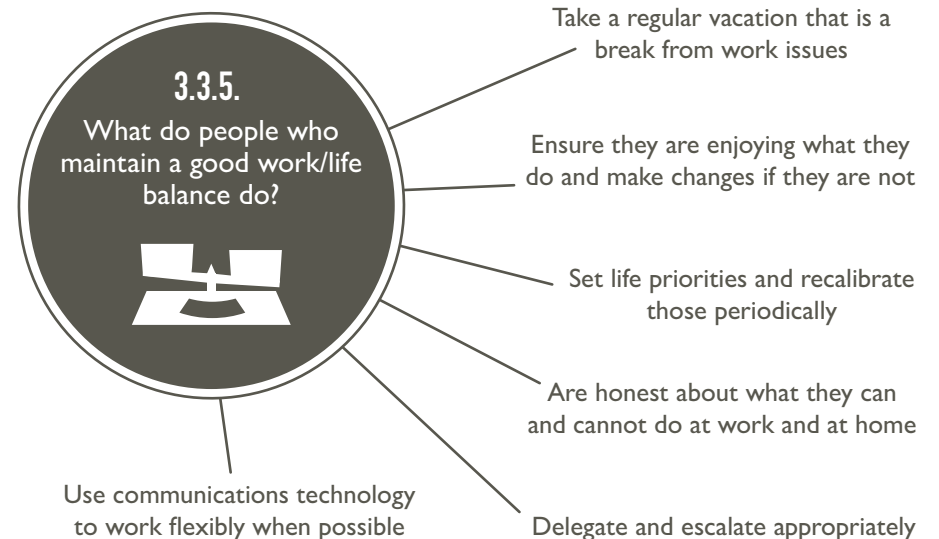 3.3.5.
What do people who
maintain a good work/life
balance do?
Take a regular vacation that is a
break from work issues
Ensure they are enjoying what they
do and make changes if they are not
Set life priorities and recalibrate
those periodically
Are honest about what they can
and cannot do at work and at home
Delegate and escalate appropriately
Use communications technology
to work flexibly when possible